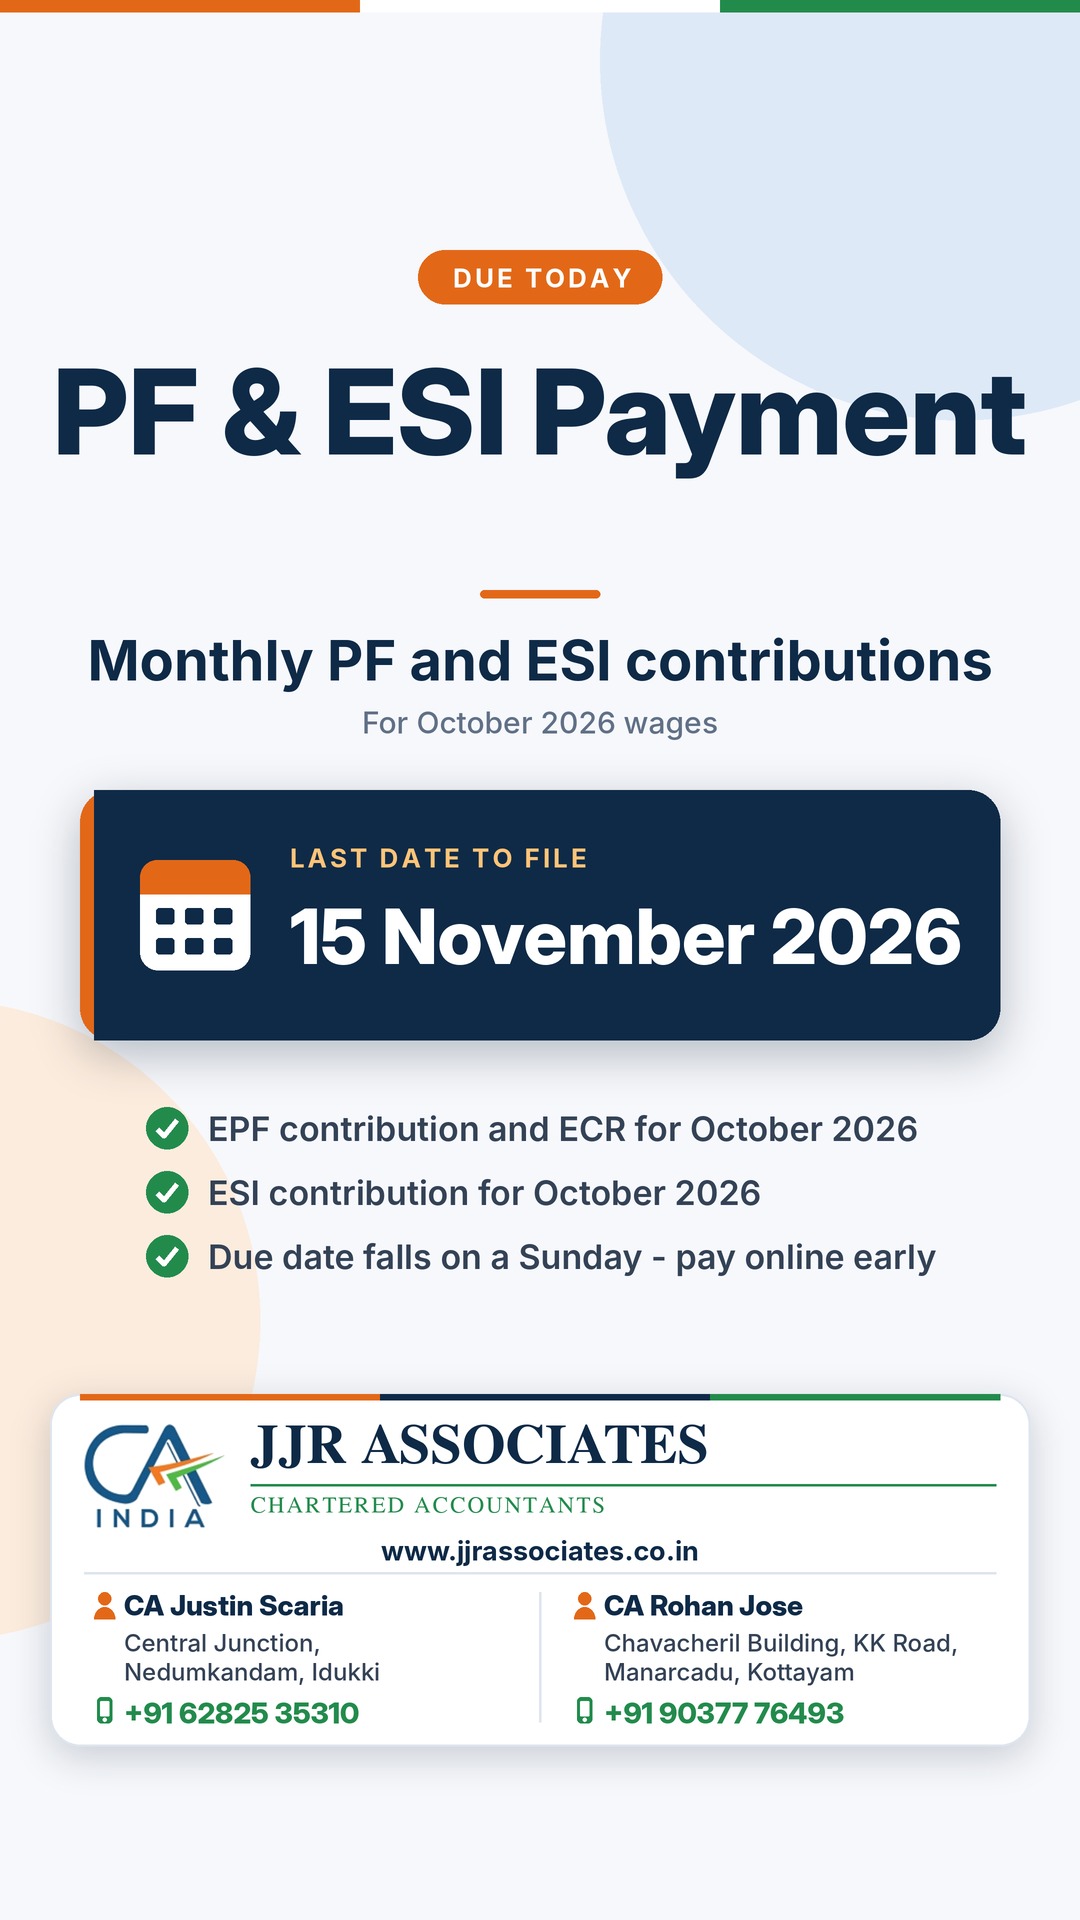 DUE TODAY
PF & ESI Payment
Monthly PF and ESI contributions
For October 2026 wages
LAST DATE TO FILE
15 November 2026
EPF contribution and ECR for October 2026
ESI contribution for October 2026
Due date falls on a Sunday - pay online early
CA
INDIA
JJR ASSOCIATES
CHARTERED ACCOUNTANTS
www.jjrassociates.co.in
CA Justin Scaria
Central Junction,
Nedumkandam, Idukki
+91 62825 35310
CA Rohan Jose
Chavacheril Building, KK Road,
Manarcadu, Kottayam
+91 90377 76493